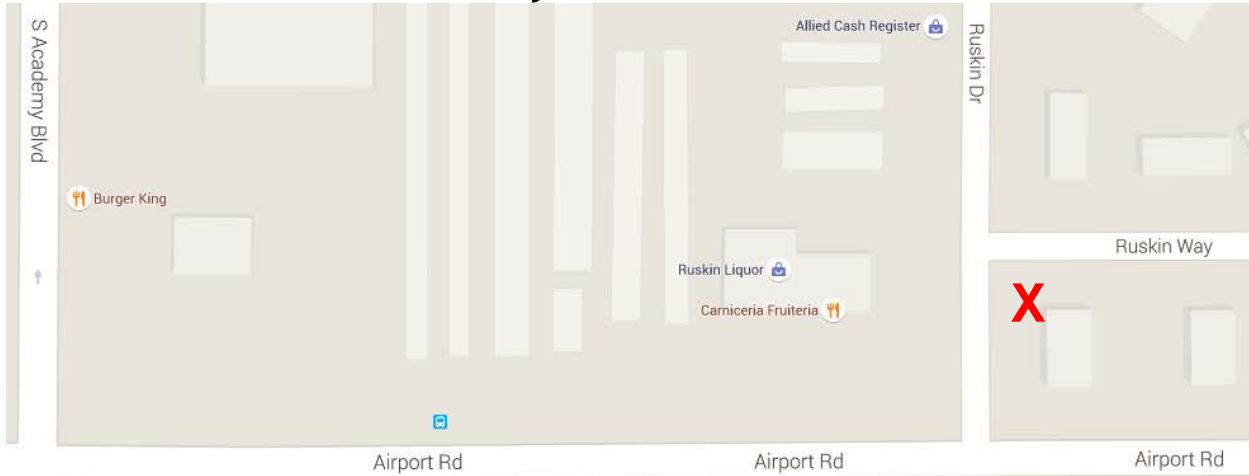 S Academy Blvd
Allied Cash Register
Ruskin Dr
Burger King
Ruskin Way
Ruskin Liquor
X
Carniceria Fruiteria
Airport Rd
Airport Rd
Airport Rd